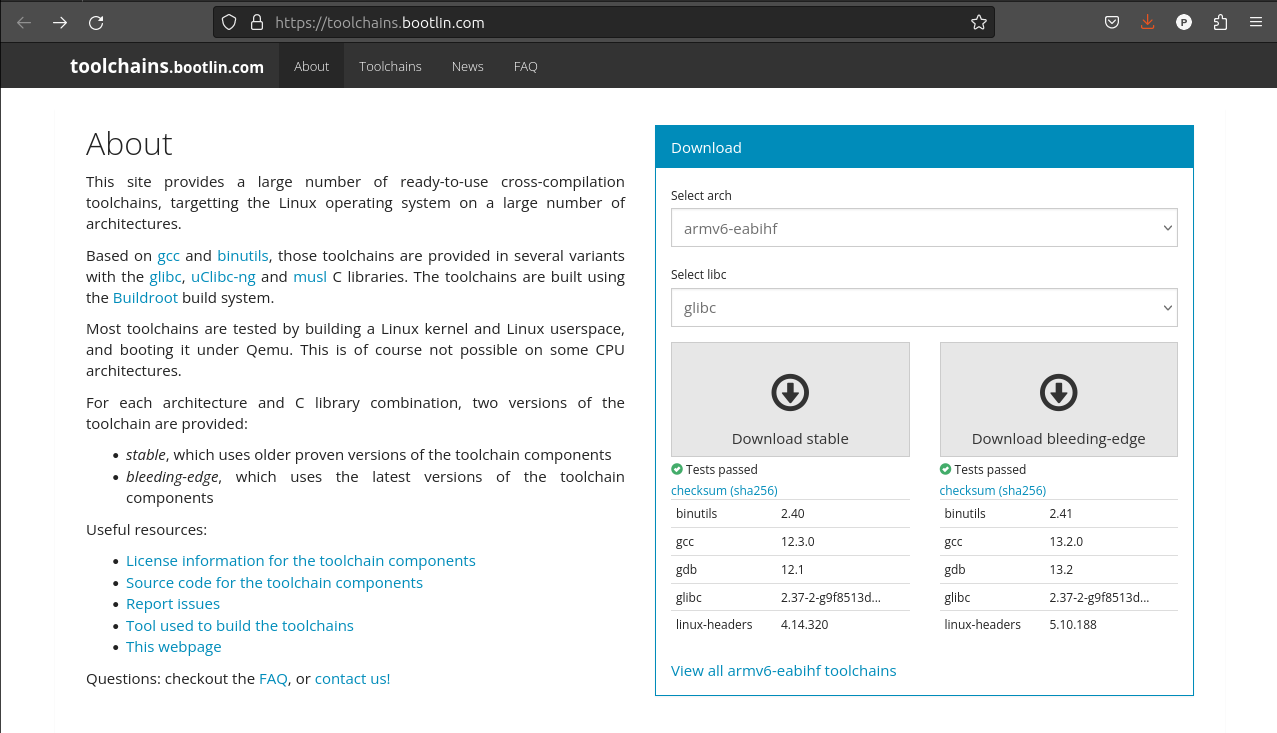 https://toolchains.bootlin.com
P
toolchains.bootlin.com
About
Toolchains
News
FAQ
About
This site provides a large number of ready-to-use cross-compilation
toolchains, targetting the Linux operating system on a large number of
architectures.
Based on gcc and binutils, those toolchains are provided in several variants
with the glibc, uClibc-ng and musl C libraries. The toolchains are built using
the Buildroot build system.
Most toolchains are tested by building a Linux kernel and Linux userspace,
and booting it under Qemu. This is of course not possible on some CPU
architectures.
For each architecture and C library combination, two versions of the
toolchain are provided:
• stable, which uses older proven versions of the toolchain components
• bleeding-edge, which uses the latest versions of the toolchain
components
Useful resources:
• License information for the toolchain components
• Source code for the toolchain components
• Report issues
• Tool used to build the toolchains
• This webpage
Questions: checkout the FAQ, or contact us!
Download
Select arch
armv6-eabihf
Select libc
glibc
Download stable
Tests passed
checksum (sha256)
binutils 2.40
gcc 12.3.0
gdb 12.1
glibc 2.37-2-g9f8513d...
linux-headers 4.14.320
Download bleeding-edge
Tests passed
checksum (sha256)
binutils 2.41
gcc 13.2.0
gdb 13.2
glibc 2.37-2-g9f8513d...
linux-headers 5.10.188
View all armv6-eabihf toolchains